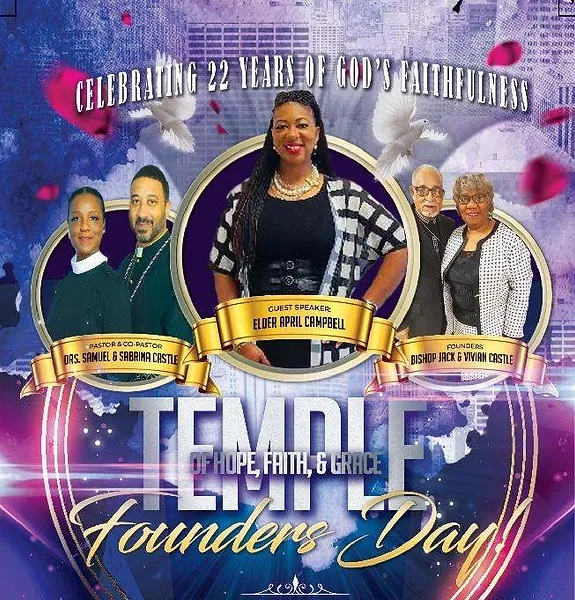 CELEBRATING 22 YEARS OF GOD'S FAITHFULNESS
GUEST SPEAKER:
ELDER APRIL CAMPBELL
PASTOR & CO-PASTOR
DRS. SAMUEL & SABRINA CASTLE
FOUNDERS
BISHOP JACK & VIVIAN CASTLE
TEMPLE
OF HOPE, FAITH, & GRACE
Founders Day!